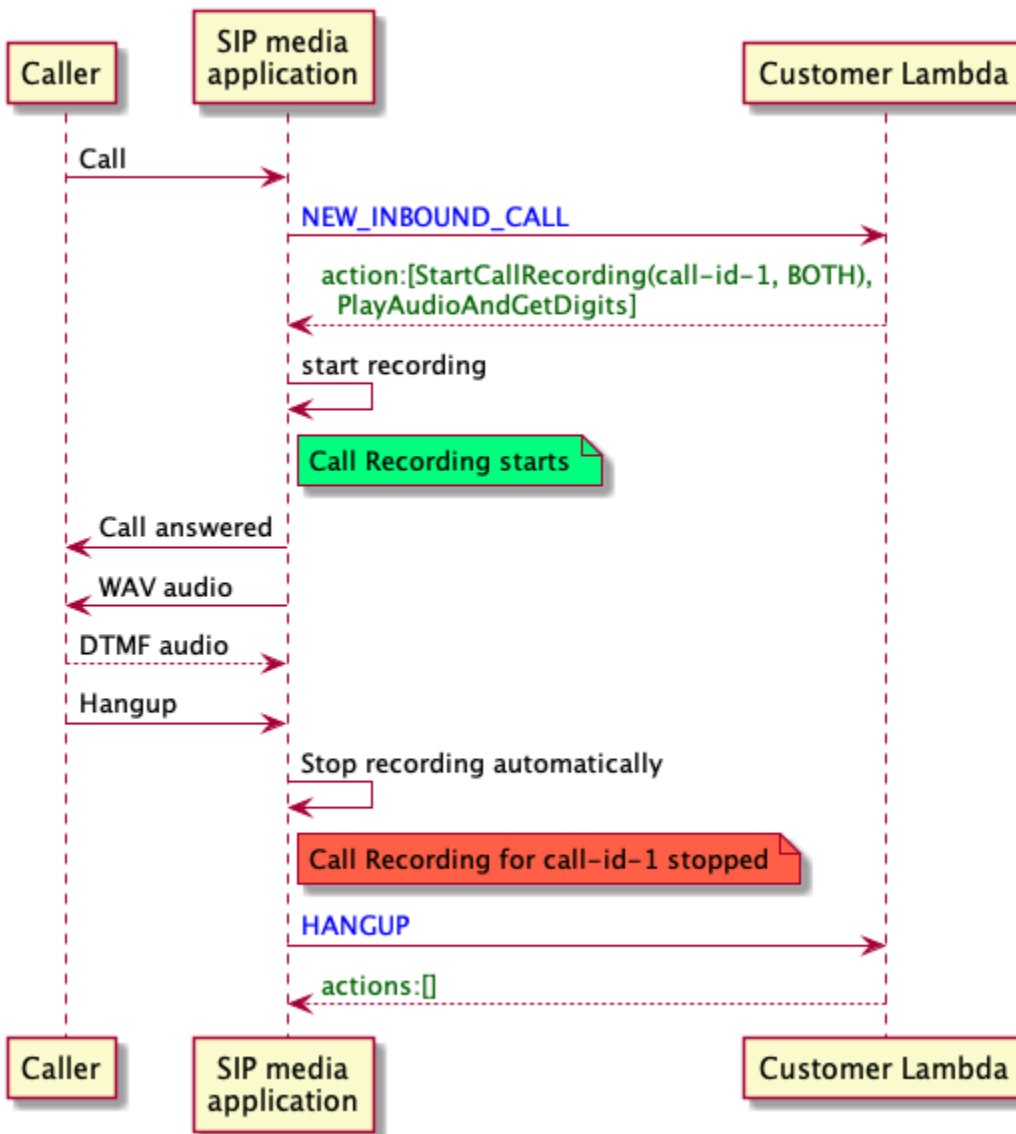 Caller
SIP media
application
Customer Lambda
Call
NEW_INBOUND_CALL
action:[StartCallRecording(call-id-1, BOTH),
PlayAudioAndGetDigits]
start recording
Call Recording starts
Call answered
WAV audio
DTMF audio
Hangup
Stop recording automatically
Call Recording for call-id-1 stopped
HANGUP
actions:[]
Caller
SIP media
application
Customer Lambda